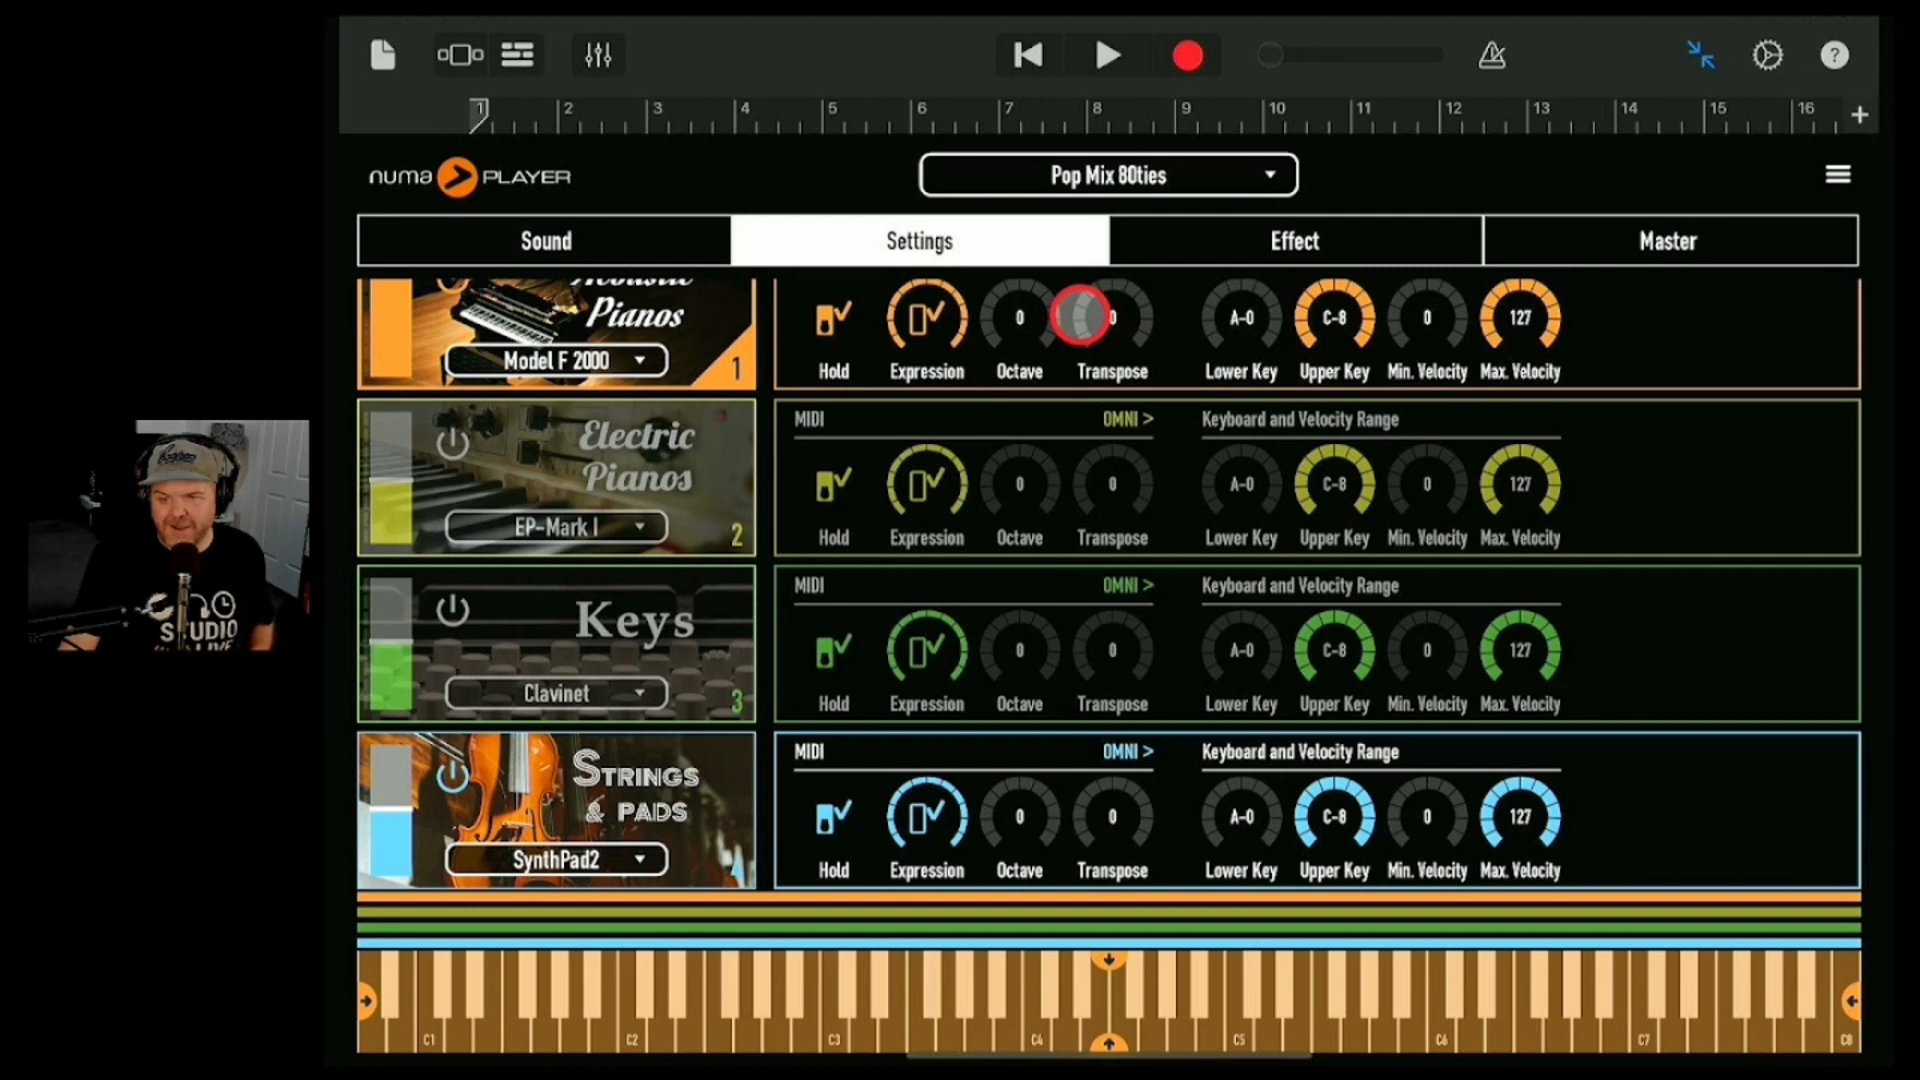 ?
1 2 3 4 5 6 7 8 9 10 11 12 13 14 15 16 +
numa PLAYER
Pop Mix 80ties
Sound Settings Effect Master
Acoustic
Pianos
Model F 2000
1
0 0 A-0 C-8 0 127
Hold Expression Octave Transpose Lower Key Upper Key Min. Velocity Max. Velocity
Electric
Pianos
EP-Mark I
2
MIDI OMNI > Keyboard and Velocity Range
0 0 A-0 C-8 0 127
Hold Expression Octave Transpose Lower Key Upper Key Min. Velocity Max. Velocity
Keys
Clavinet
3
MIDI OMNI > Keyboard and Velocity Range
0 0 A-0 C-8 0 127
Hold Expression Octave Transpose Lower Key Upper Key Min. Velocity Max. Velocity
STRINGS
& PADS
SynthPad2
4
MIDI OMNI > Keyboard and Velocity Range
0 0 A-0 C-8 0 127
Hold Expression Octave Transpose Lower Key Upper Key Min. Velocity Max. Velocity
C1 C2 C3 C4 C5 C6 C7 C8
STUDIO
LIVE